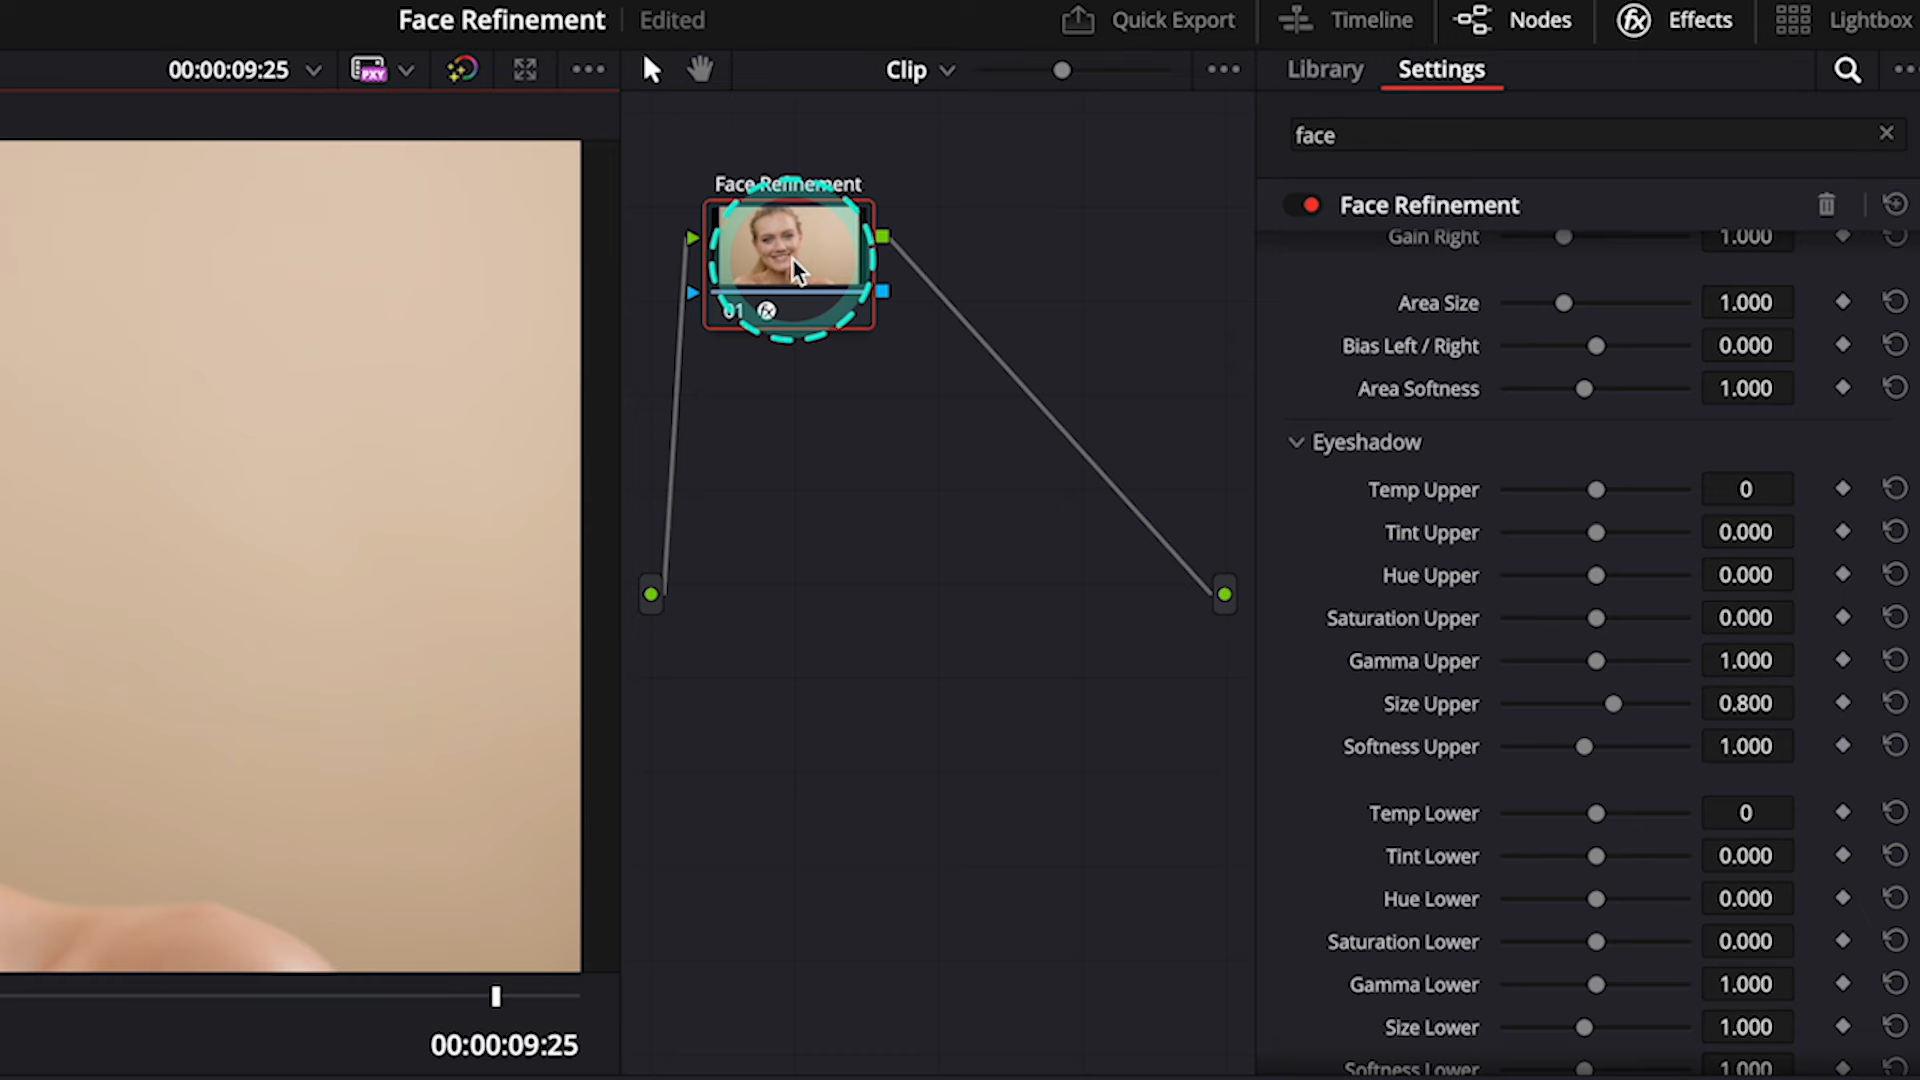 Face Refinement Edited Quick Export Timeline Nodes Effects Lightbox
00:00:09:25 PXY Clip Library Settings
face
Face Refinement
01
Face Refinement
Gain Right 1.000
Area Size 1.000
Bias Left / Right 0.000
Area Softness 1.000
Eyeshadow
Temp Upper 0
Tint Upper 0.000
Hue Upper 0.000
Saturation Upper 0.000
Gamma Upper 1.000
Size Upper 0.800
Softness Upper 1.000
Temp Lower 0
Tint Lower 0.000
Hue Lower 0.000
Saturation Lower 0.000
Gamma Lower 1.000
Size Lower 1.000
Softness Lower 1.000
00:00:09:25